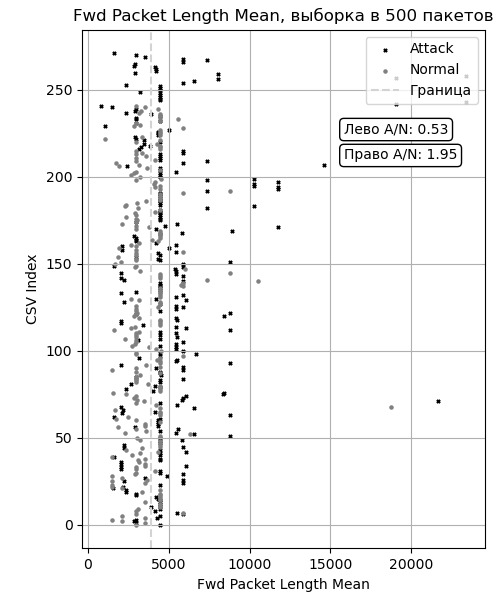 Fwd Packet Length Mean, выборка в 500 пакетов
Attack
Normal
Граница
Лево A/N: 0.53
Право A/N: 1.95
CSV Index
250
200
150
100
50
0
0 5000 10000 15000 20000
Fwd Packet Length Mean